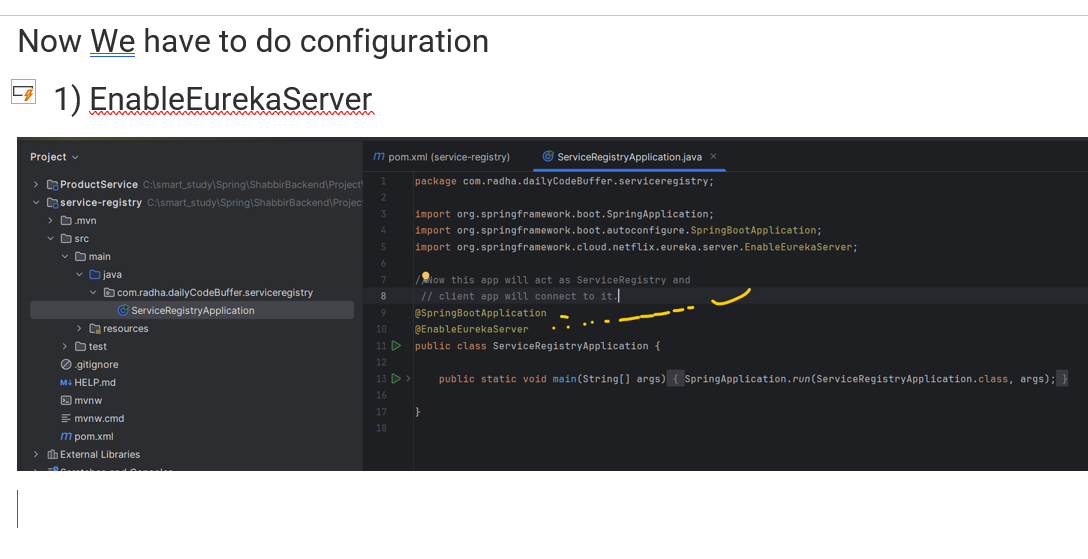 Now We have to do configuration
1) EnableEurekaServer
Project
pom.xml (service-registry)
ServiceRegistryApplication.java
ProductService C:\smart_study\Spring\ShabbirBackend\Project
service-registry C:\smart_study\Spring\ShabbirBackend\Projec
.mvn
src
main
java
com.radha.dailyCodeBuffer.serviceregistry
ServiceRegistryApplication
resources
test
.gitignore
HELP.md
mvnw
mvnw.cmd
pom.xml
External Libraries
Scratches and Consoles
1 package com.radha.dailyCodeBuffer.serviceregistry;
2
3 import org.springframework.boot.SpringApplication;
4 import org.springframework.boot.autoconfigure.SpringBootApplication;
5 import org.springframework.cloud.netflix.eureka.server.EnableEurekaServer;
6
7 //Now this app will act as ServiceRegistry and
8 // client app will connect to it.
9 @SpringBootApplication
10 @EnableEurekaServer
11 public class ServiceRegistryApplication {
12
13 public static void main(String[] args) { SpringApplication.run(ServiceRegistryApplication.class, args); }
16
17 }
18